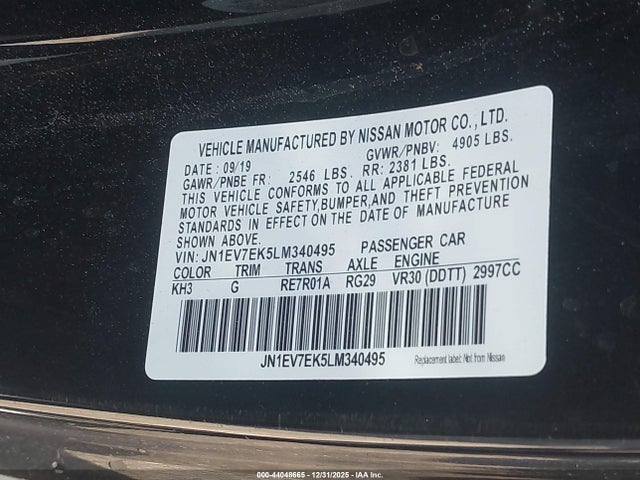 VEHICLE MANUFACTURED BY NISSAN MOTOR CO., LTD.
DATE : 09/19 GVWR/PNBV: 4905 LBS.
GAWR/PNBE FR: 2546 LBS. RR: 2381 LBS.
THIS VEHICLE CONFORMS TO ALL APPLICABLE FEDERAL
MOTOR VEHICLE SAFETY,BUMPER,AND THEFT PREVENTION
STANDARDS IN EFFECT ON THE DATE OF MANUFACTURE
SHOWN ABOVE.
VIN: JN1EV7EK5LM340495 PASSENGER CAR
COLOR TRIM TRANS AXLE ENGINE
KH3 G RE7R01A RG29 VR30 (DDTT) 2997CC
JN1EV7EK5LM340495 Replacement label: Not from Nissan
000-44048665 - 12/31/2025 - IAA Inc.